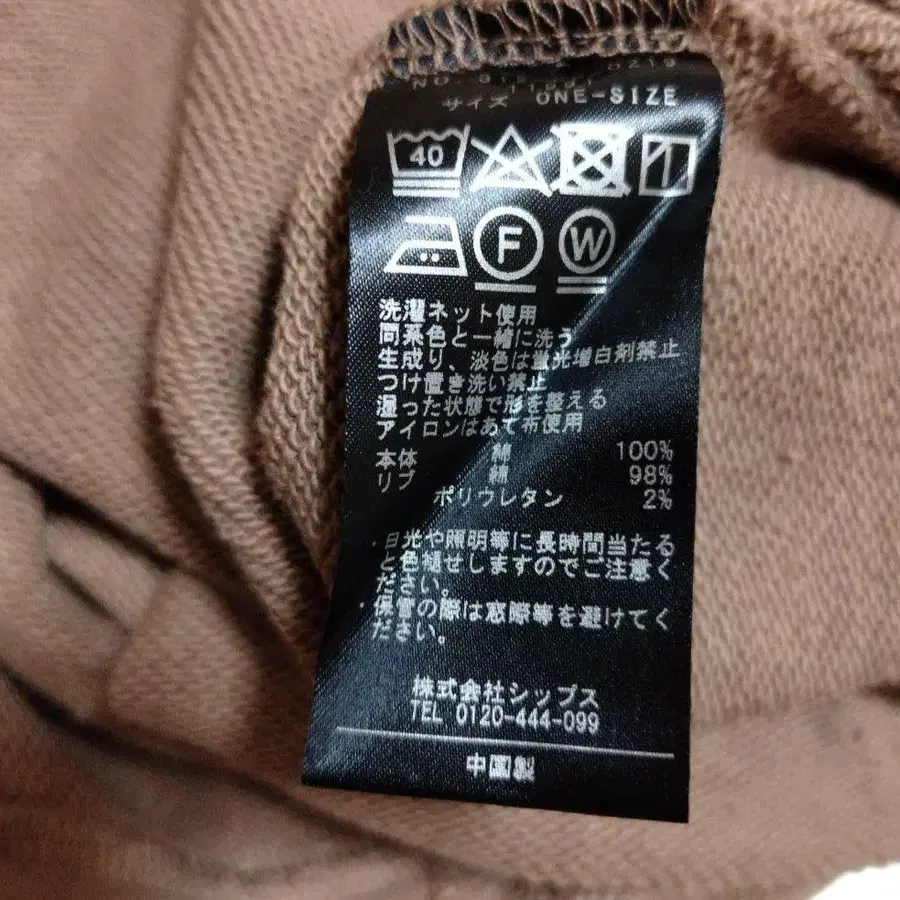 サイズ ONE-SIZE
40
F W
洗濯ネット使用
同系色と一緒に洗う
生成り、淡色は蛍光増白剤禁止
つけ置き洗い禁止
湿った状態で形を整える
アイロンはあて布使用
本体 綿 100%
リブ 綿 98%
ポリウレタン 2%
・日光や照明等に長時間当たる
と色褪せしますのでご注意く
ださい。
・保管の際は窓際等を避けてく
ださい。
株式会社シップス
TEL 0120-444-099
中国製